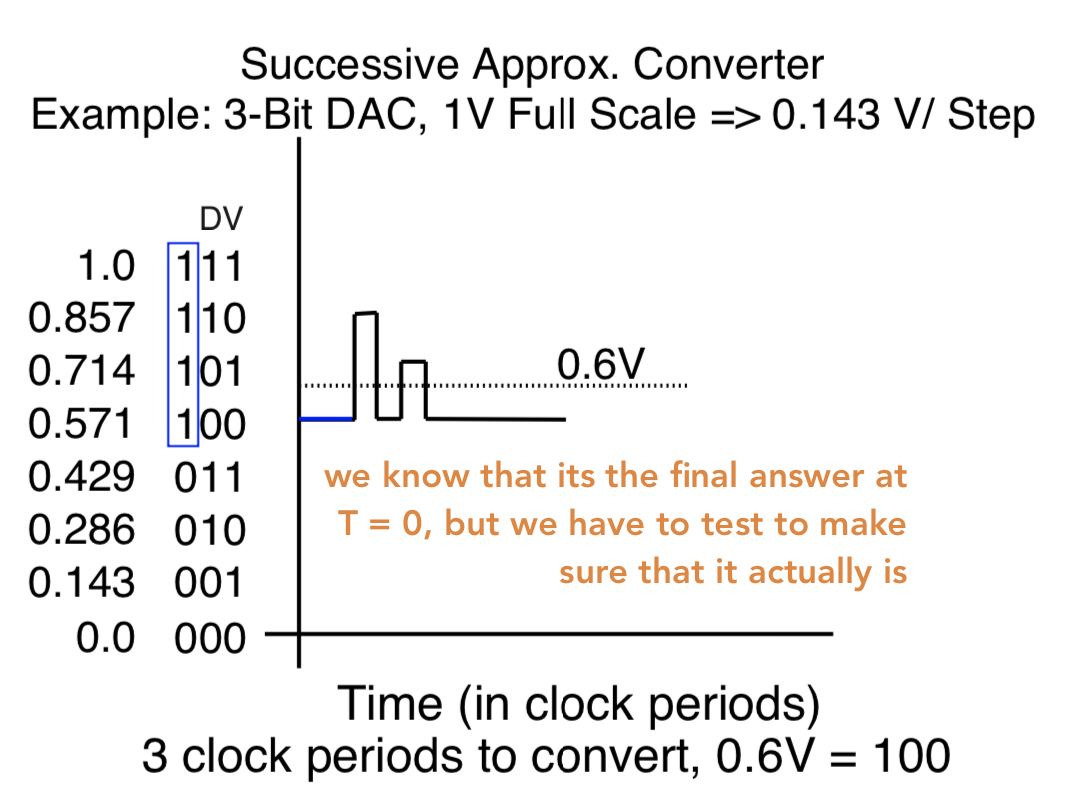 Successive Approx. Converter
Example: 3-Bit DAC, 1V Full Scale => 0.143 V/ Step
DV
1.0 111
0.857 110
0.714 101
0.6V
0.571 100
0.429 011
we know that its the final answer at
0.286 010
T = 0, but we have to test to make
0.143 001
sure that it actually is
0.0 000
Time (in clock periods)
3 clock periods to convert, 0.6V = 100